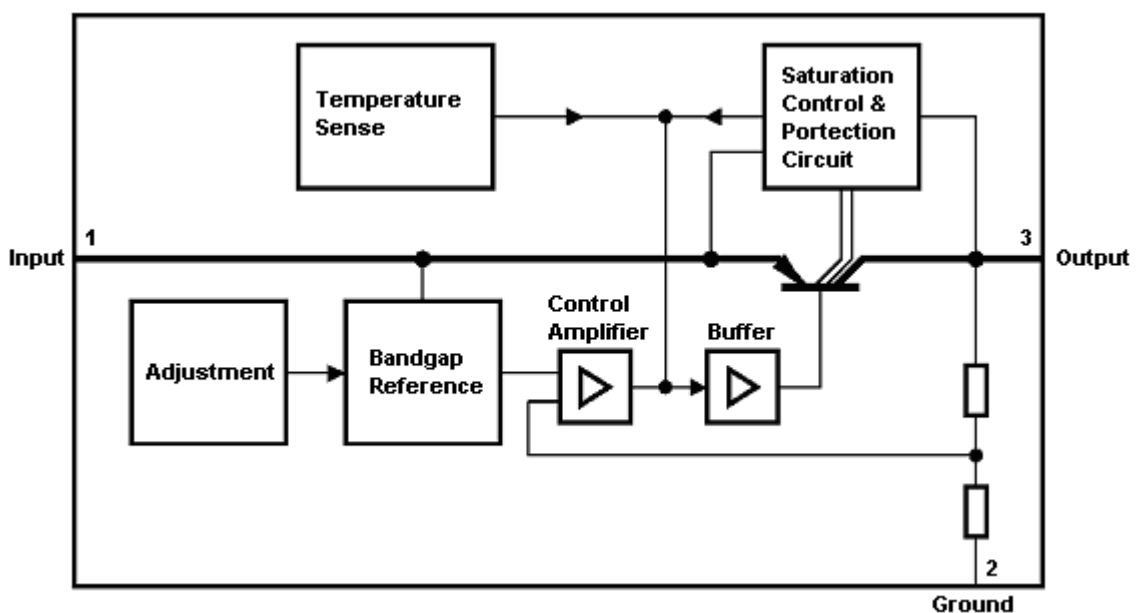 Temperature
Sense
Saturation
Control &
Portection
Circuit
1
3
Input
Output
Control
Amplifier
Buffer
Adjustment
Bandgap
Reference
2
Ground